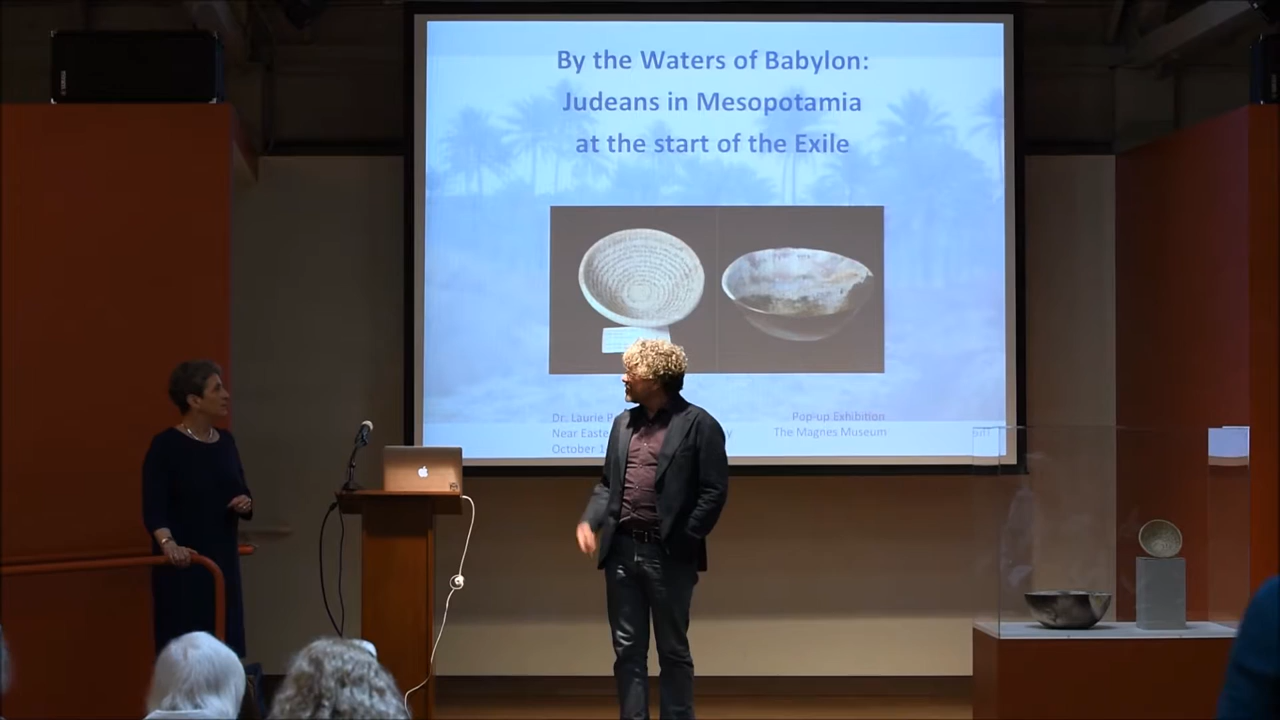 By the Waters of Babylon:
Judeans in Mesopotamia
at the start of the Exile
Dr. Laurie
Near
October
Pop-up Exhibition
The Magnes Museum
YAMAHA